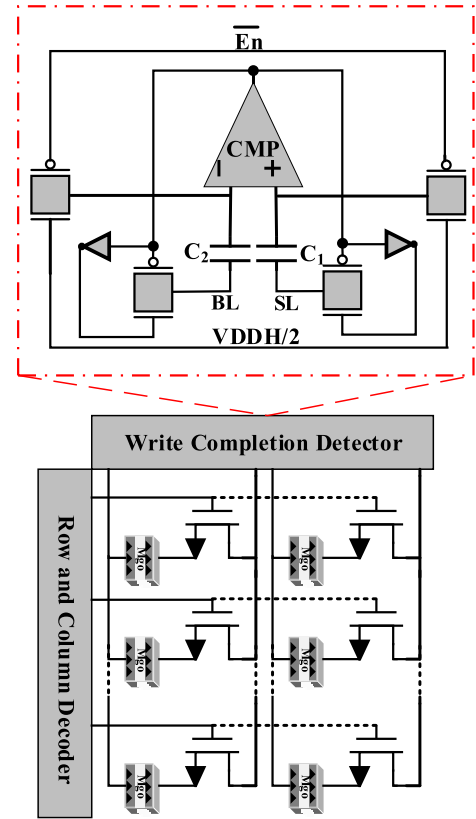 En
CMP
- +
C2 C1
BL SL
VDDH/2
Write Completion Detector
Row and Column Decoder
Mgo Mgo
Mgo Mgo
Mgo Mgo